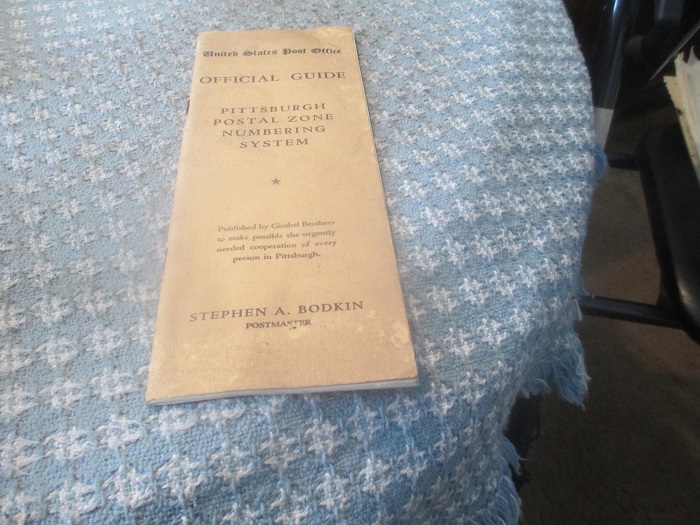 United States Post Office
OFFICIAL GUIDE
PITTSBURGH
POSTAL ZONE
NUMBERING
SYSTEM
Published by Gimbel Brothers
to make possible the urgently
needed cooperation of every
person in Pittsburgh.
STEPHEN A. BODKIN
POSTMASTER